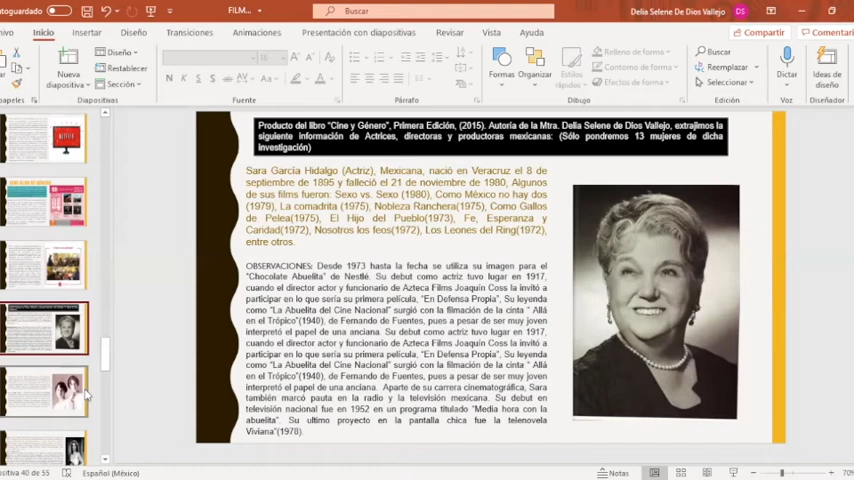 utoguardado
FILM...
Buscar
Delia Selene De Dios Vallejo
DS
ivo
Inicio
Insertar
Diseño
Transiciones
Animaciones
Presentación con diapositivas
Revisar
Vista
Ayuda
Compartir
Comentari
Nueva
diapositiva
Diseño
Restablecer
Sección
N
K
S
S
Aa
Formas
Organizar
Estilos
rápidos
Relleno de forma
Contorno de forma
Efectos de forma
Buscar
Reemplazar
Seleccionar
Dictar
Ideas de
diseño
apeles
Diapositivas
Fuente
Párrafo
Dibujo
Edición
Voz
Diseñador
Producto del libro "Cine y Género", Primera Edición, (2015). Autoría de la Mtra. Delia Selene de Dios Vallejo, extrajimos la
siguiente información de Actrices, directoras y productoras mexicanas: (Sólo pondremos 13 mujeres de dicha
investigación)
Sara García Hidalgo (Actriz), Mexicana, nació en Veracruz el 8 de
septiembre de 1895 y falleció el 21 de noviembre de 1980, Algunos
de sus films fueron: Sexo vs. Sexo (1980), Como México no hay dos
(1979), La comadrita (1975), Nobleza Ranchera(1975), Como Gallos
de Pelea(1975), El Hijo del Pueblo(1973), Fe, Esperanza y
Caridad(1972), Nosotros los feos(1972), Los Leones del Ring(1972),
entre otros.
OBSERVACIONES: Desde 1973 hasta la fecha se utiliza su imagen para el
"Chocolate Abuelita" de Nestlé. Su debut como actriz tuvo lugar en 1917,
cuando el director actor y funcionario de Azteca Films Joaquín Coss la invitó a
participar en lo que sería su primera película, "En Defensa Propia", Su leyenda
como "La Abuelita del Cine Nacional" surgió con la filmación de la cinta " Allá
en el Trópico"(1940), de Fernando de Fuentes, pues a pesar de ser muy joven
interpretó el papel de una anciana. Su debut como actriz tuvo lugar en 1917,
cuando el director actor y funcionario de Azteca Films Joaquín Coss la invitó a
participar en lo que sería su primera película, "En Defensa Propia", Su leyenda
como "La Abuelita del Cine Nacional" surgió con la filmación de la cinta " Allá
en el Trópico"(1940), de Fernando de Fuentes, pues a pesar de ser muy joven
interpretó el papel de una anciana. Aparte de su carrera cinematográfica, Sara
también marcó pauta en la radio y la televisión mexicana. Su debut en
televisión nacional fue en 1952 en un programa titulado "Media hora con la
abuelita". Su ultimo proyecto en la pantalla chica fue la telenovela
Viviana"(1978).
ositiva 40 de 55
Español (México)
Notas
70%